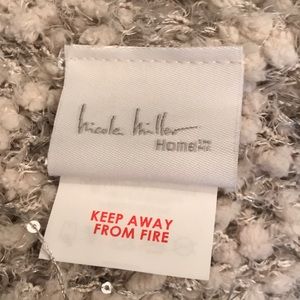 nicole miller
Home
KEEP AWAY
FROM FIRE